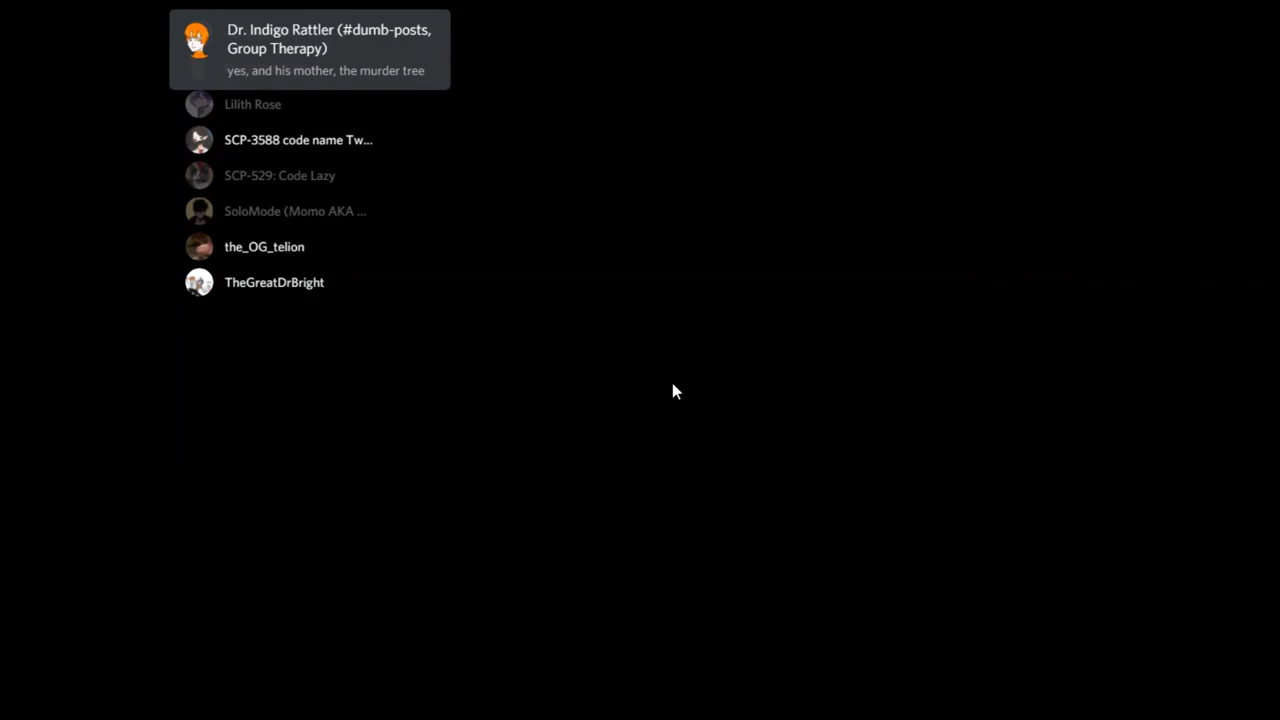 Dr. Indigo Rattler (#dumb-posts,
Group Therapy)
yes, and his mother, the murder tree
Lilith Rose
SCP-3588 code name Tw...
SCP-529: Code Lazy
SoloMode (Momo AKA ...
the_OG_telion
TheGreatDrBright